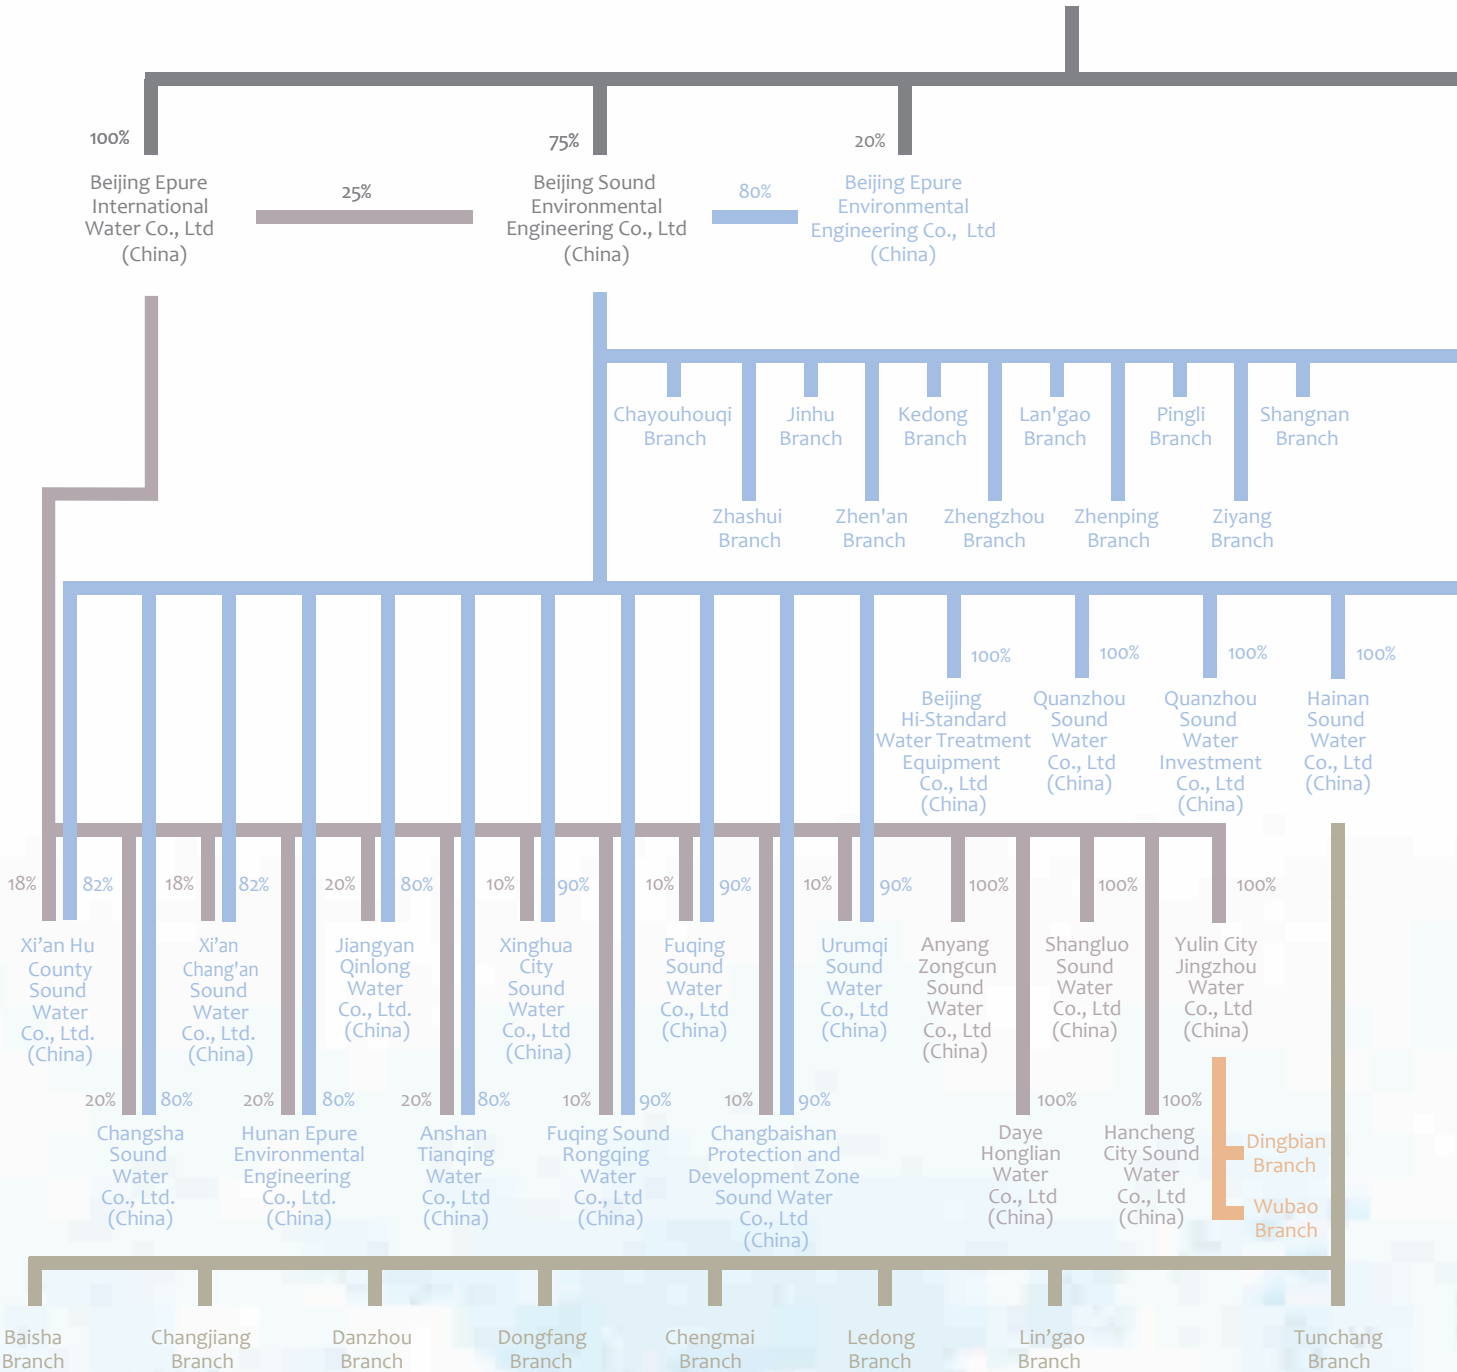 100%
75%
20%
Beijing Epure
International
Water Co., Ltd
(China)
25%
Beijing Sound
Environmental
Engineering Co., Ltd
(China)
80%
Beijing Epure
Environmental
Engineering Co., Ltd
(China)
Chayouhouqi
Branch
Jinhu
Branch
Kedong
Branch
Lan'gao
Branch
Pingli
Branch
Shangnan
Branch
Zhashui
Branch
Zhen'an
Branch
Zhengzhou
Branch
Zhenping
Branch
Ziyang
Branch
100%
100%
100%
100%
Beijing
Hi-Standard
Water Treatment
Equipment
Co., Ltd
(China)
Quanzhou
Sound
Water
Co., Ltd
(China)
Quanzhou
Sound
Water
Investment
Co., Ltd
(China)
Hainan
Sound
Water
Co., Ltd
(China)
18%
82%
18%
82%
20%
80%
10%
90%
10%
90%
10%
90%
100%
100%
100%
Xi’an Hu
County
Sound
Water
Co., Ltd.
(China)
Xi’an
Chang'an
Sound
Water
Co., Ltd.
(China)
Jiangyan
Qinlong
Water
Co., Ltd.
(China)
Xinghua
City
Sound
Water
Co., Ltd
(China)
Fuqing
Sound
Water
Co., Ltd
(China)
Urumqi
Sound
Water
Co., Ltd
(China)
Anyang
Zongcun
Sound
Water
Co., Ltd
(China)
Shangluo
Sound
Water
Co., Ltd
(China)
Yulin City
Jingzhou
Water
Co., Ltd
(China)
20%
80%
20%
80%
20%
80%
10%
90%
10%
90%
100%
100%
Changsha
Sound
Water
Co., Ltd.
(China)
Hunan Epure
Environmental
Engineering
Co., Ltd.
(China)
Anshan
Tianqing
Water
Co., Ltd
(China)
Fuqing Sound
Rongqing
Water
Co., Ltd
(China)
Changbaishan
Protection and
Development Zone
Sound Water
Co., Ltd
(China)
Daye
Honglian
Water
Co., Ltd
(China)
Hancheng
City Sound
Water
Co., Ltd
(China)
Dingbian
Branch
Wubao
Branch
Baisha
Branch
Changjiang
Branch
Danzhou
Branch
Dongfang
Branch
Chengmai
Branch
Ledong
Branch
Lin’gao
Branch
Tunchang
Branch